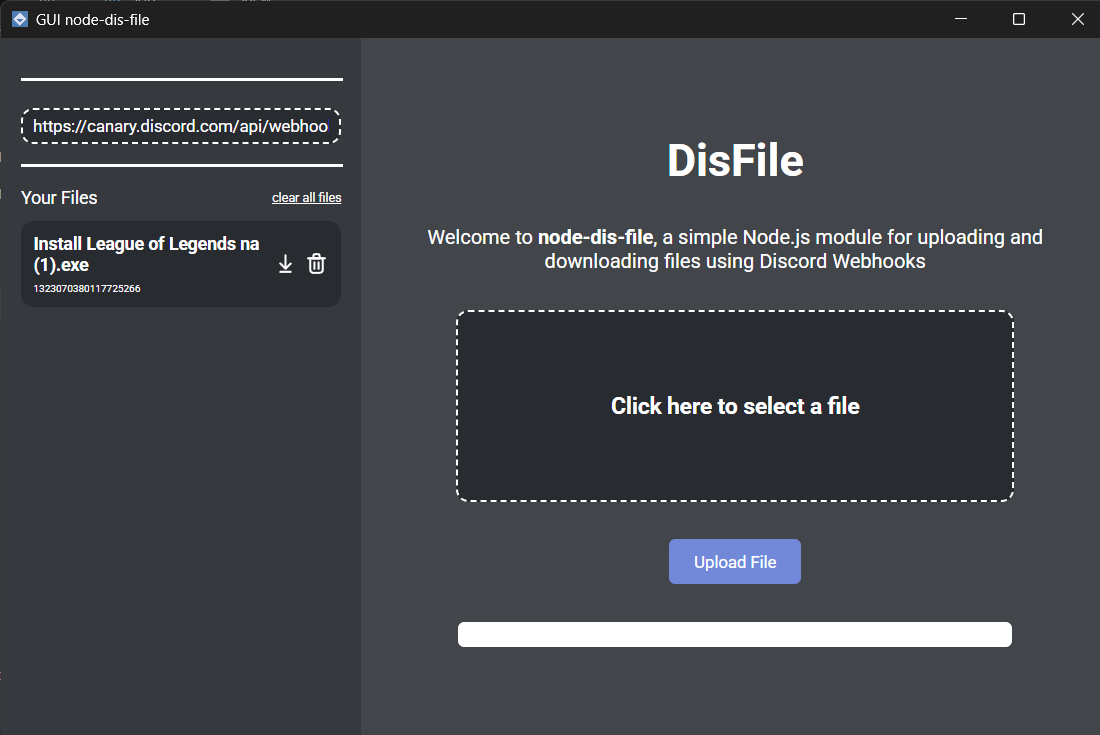 GUI node-dis-file
https://canary.discord.com/api/webhoo
Your Files
clear all files
Install League of Legends na
(1).exe
1323070380117725266
DisFile
Welcome to node-dis-file, a simple Node.js module for uploading and
downloading files using Discord Webhooks
Click here to select a file
Upload File